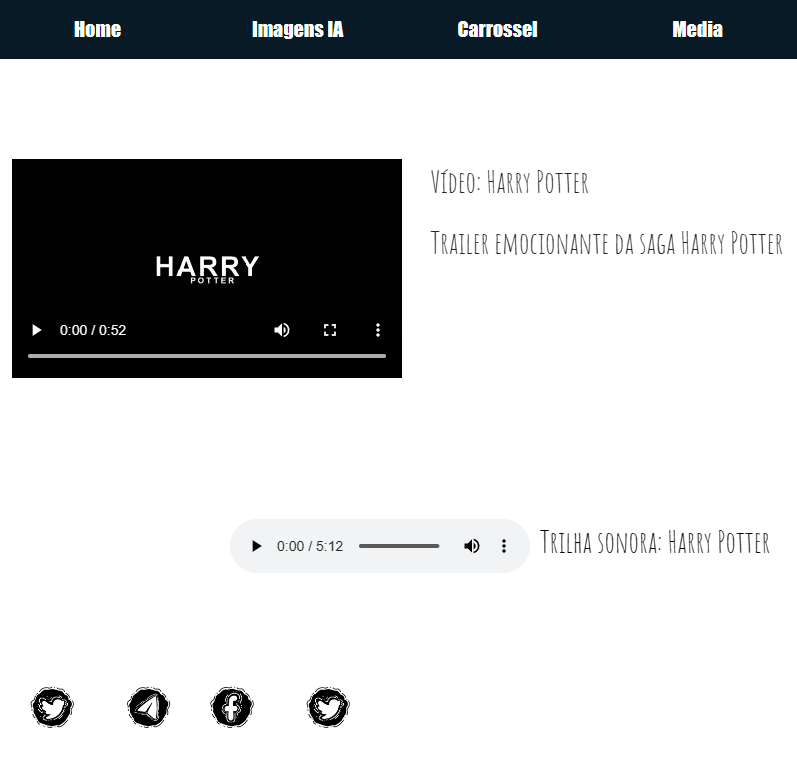 Home Imagens IA Carrossel Media
HARRY
POTTER
0:00 / 0:52
Vídeo: Harry Potter
Trailer emocionante da saga Harry Potter
0:00 / 5:12
Trilha sonora: Harry Potter